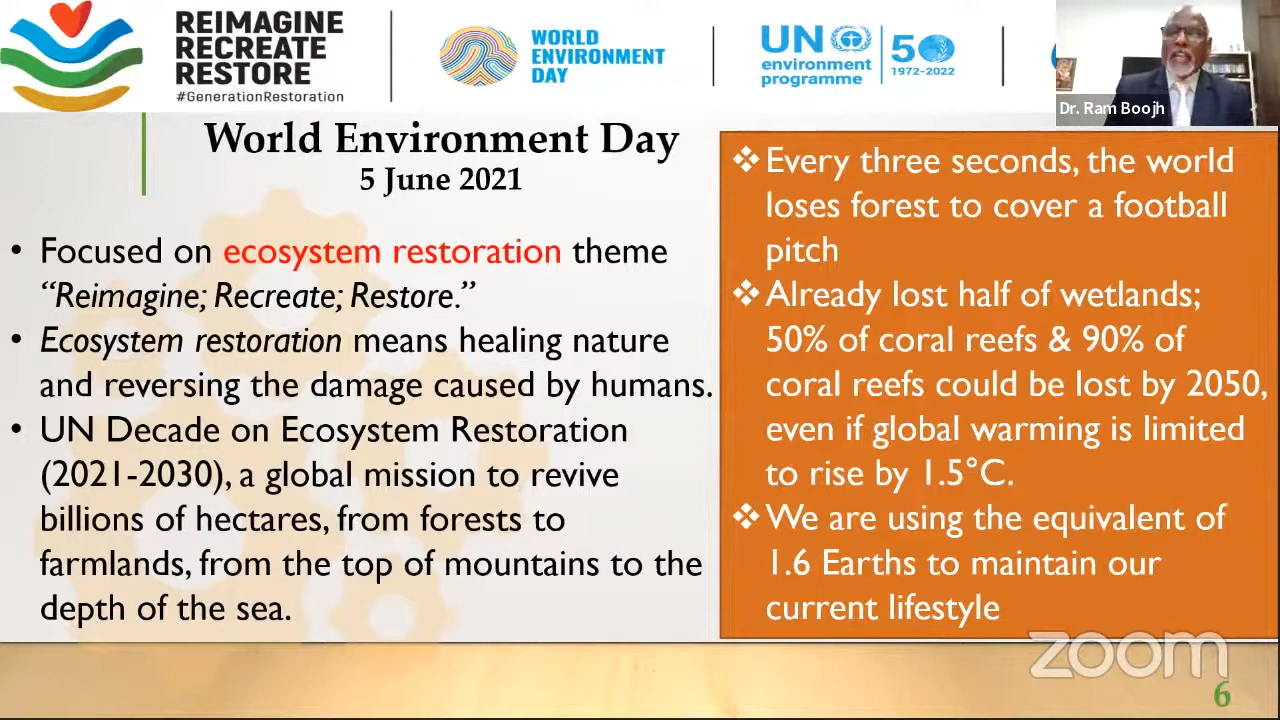 REIMAGINE
RECREATE
RESTORE
#GenerationRestoration
WORLD
ENVIRONMENT
DAY
UN
environment
programme
50
1972-2022
Dr. Ram Boojh
World Environment Day
5 June 2021
• Focused on ecosystem restoration theme
“Reimagine; Recreate; Restore.”
• Ecosystem restoration means healing nature
and reversing the damage caused by humans.
• UN Decade on Ecosystem Restoration
(2021-2030), a global mission to revive
billions of hectares, from forests to
farmlands, from the top of mountains to the
depth of the sea.
❖ Every three seconds, the world
loses forest to cover a football
pitch
❖ Already lost half of wetlands;
50% of coral reefs & 90% of
coral reefs could be lost by 2050,
even if global warming is limited
to rise by 1.5°C.
❖ We are using the equivalent of
1.6 Earths to maintain our
current lifestyle
zoom
6